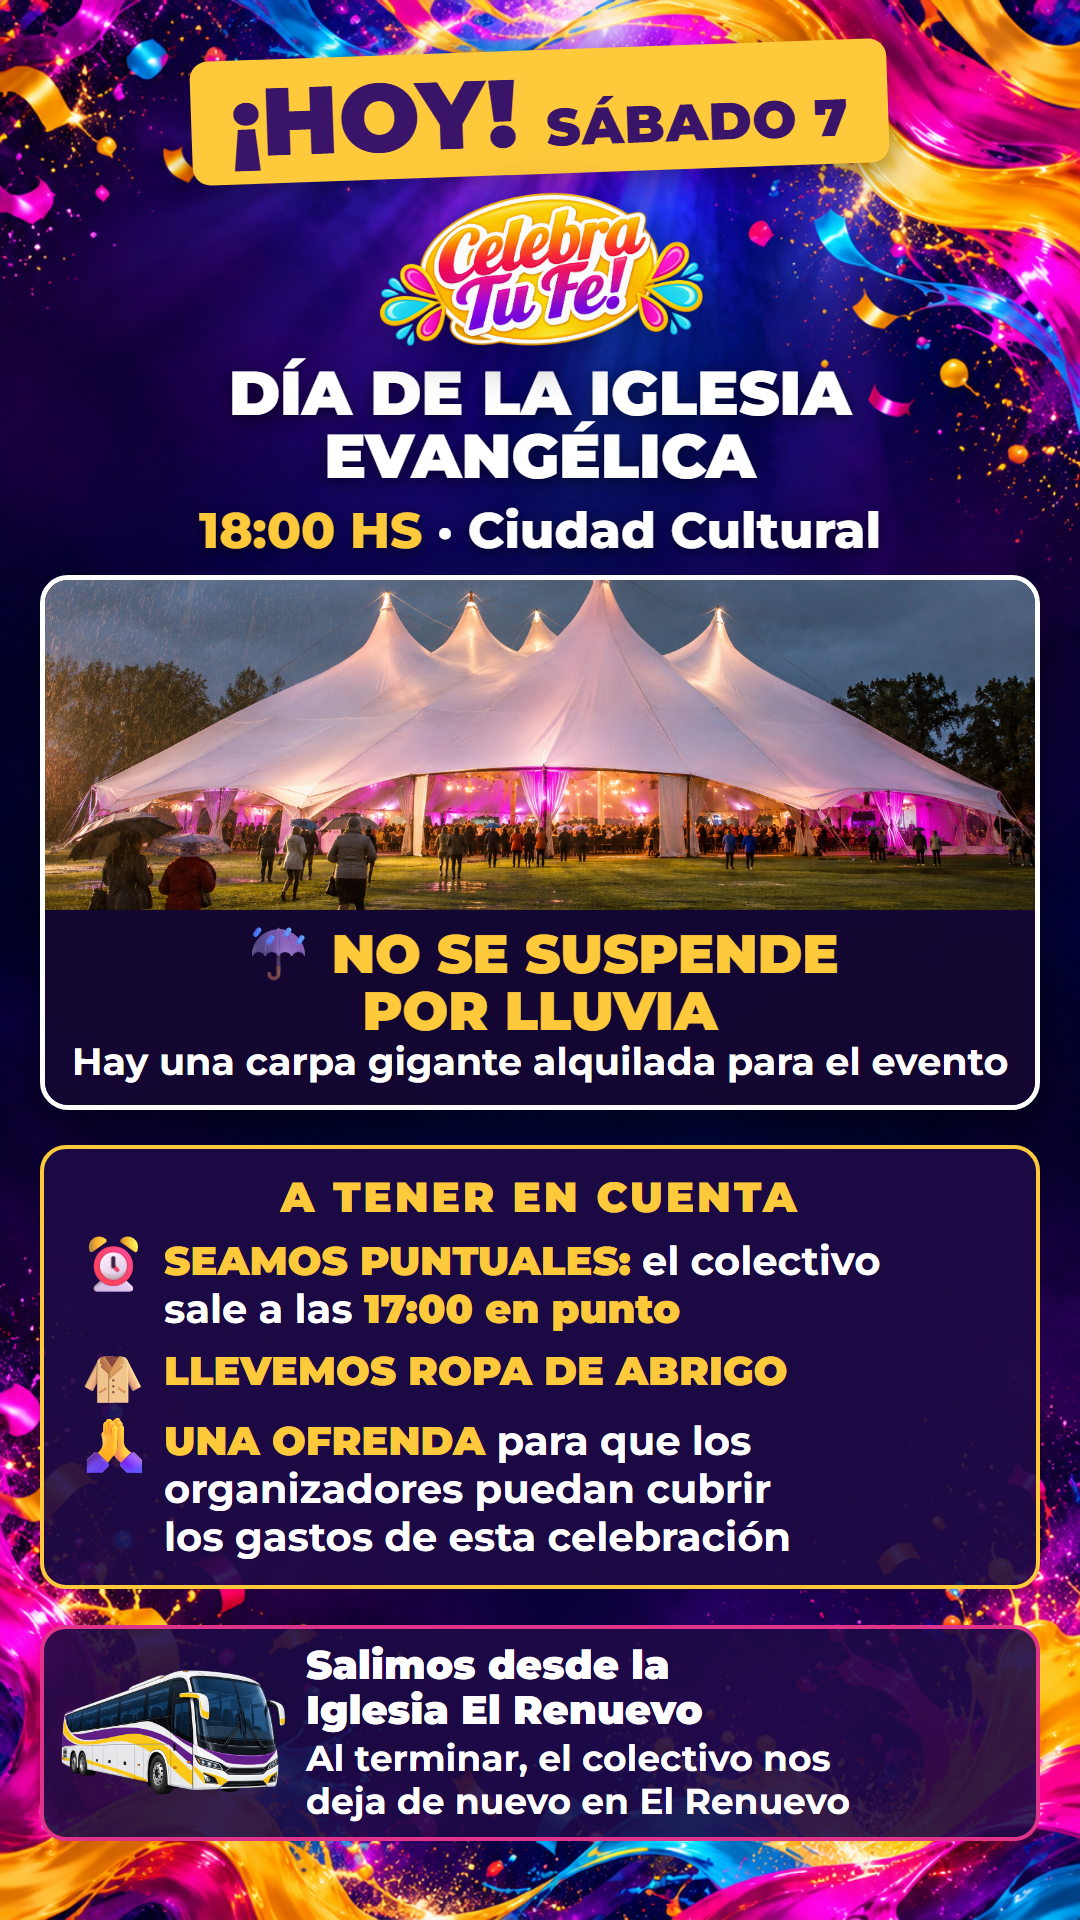 ¡HOY! SÁBADO 7
Celebra
Tu Fe!
DÍA DE LA IGLESIA
EVANGÉLICA
18:00 HS · Ciudad Cultural
NO SE SUSPENDE
POR LLUVIA
Hay una carpa gigante alquilada para el evento
A TENER EN CUENTA
SEAMOS PUNTUALES: el colectivo
sale a las 17:00 en punto
LLEVEMOS ROPA DE ABRIGO
UNA OFRENDA para que los
organizadores puedan cubrir
los gastos de esta celebración
Salimos desde la
Iglesia El Renuevo
Al terminar, el colectivo nos
deja de nuevo en El Renuevo